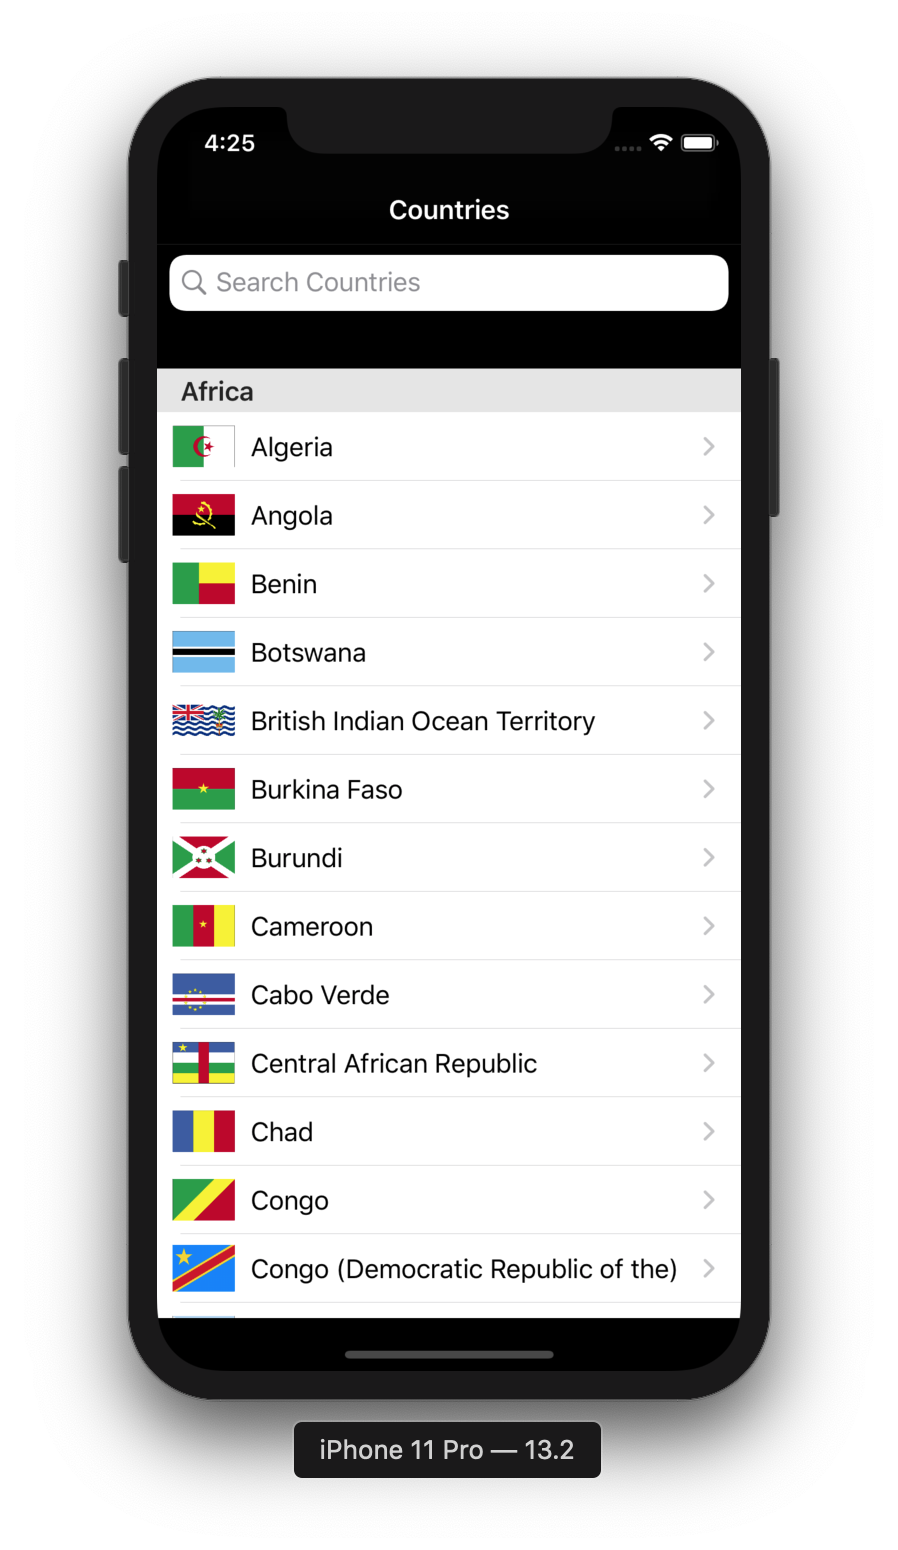 4:25
Countries
Search Countries
Africa
Algeria
Angola
Benin
Botswana
British Indian Ocean Territory
Burkina Faso
Burundi
Cameroon
Cabo Verde
Central African Republic
Chad
Congo
Congo (Democratic Republic of the)
iPhone 11 Pro — 13.2